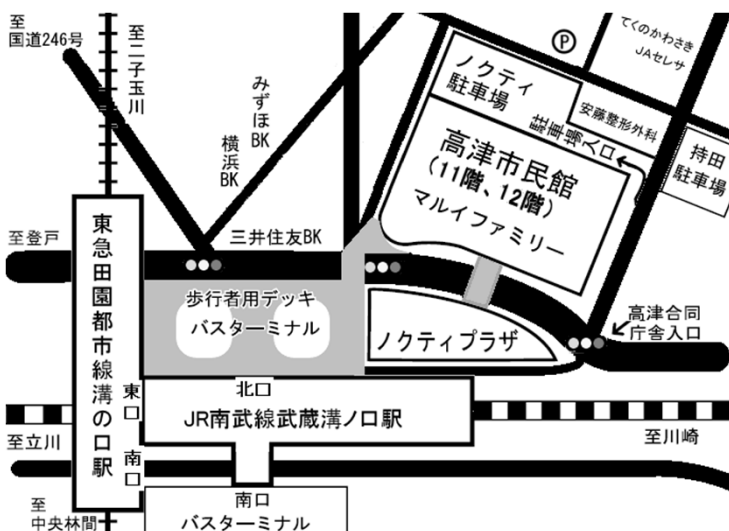 至
国道246号
至二子玉川
みずほBK
横浜BK
P
てくのかわさき
JAセレサ
ノクティ
駐車場
安藤整形外科
駐車場入口
持田
駐車場
高津市民館
(11階、12階)
マルイファミリー
至登戸
三井住友BK
歩行者用デッキ
バスターミナル
ノクティプラザ
高津合同
庁舎入口
東急田園都市線溝の口駅
東口
南口
北口
JR南武線武蔵溝ノ口駅
至立川
至川崎
南口
バスターミナル
至
中央林間